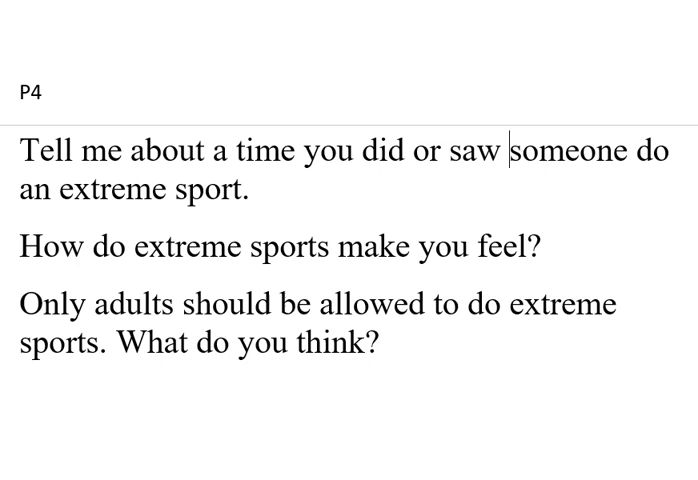 P4
Tell me about a time you did or saw someone do
an extreme sport.
How do extreme sports make you feel?
Only adults should be allowed to do extreme
sports. What do you think?